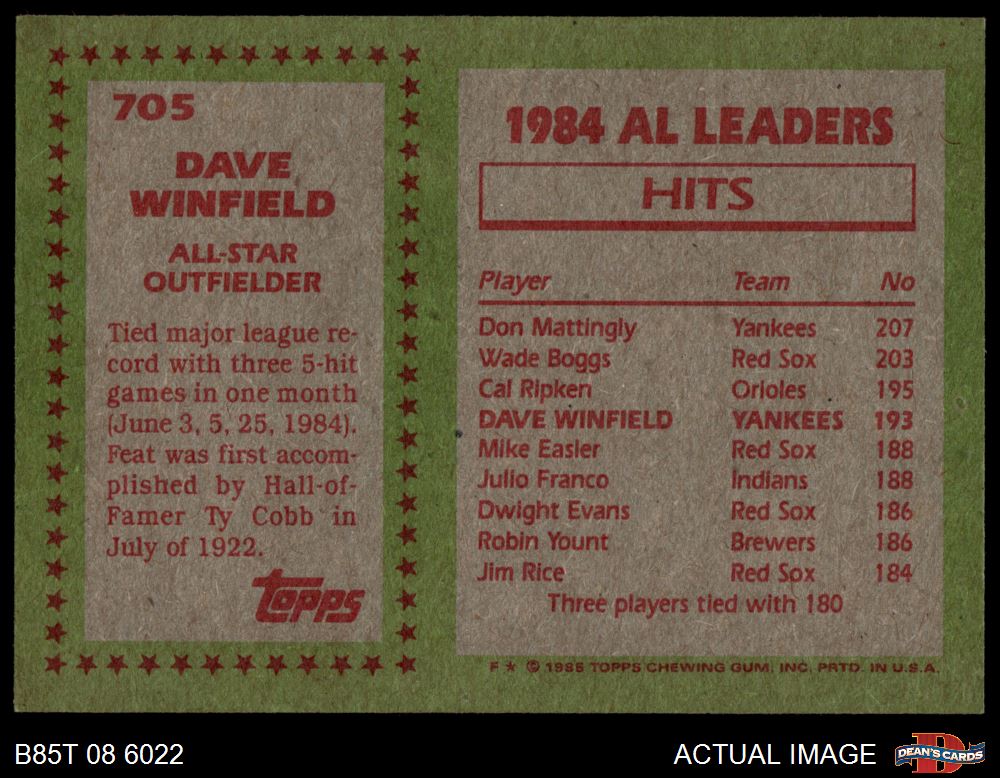 705
DAVE
WINFIELD
ALL-STAR
OUTFIELDER
Tied major league re-
cord with three 5-hit
games in one month
(June 3, 5, 25, 1984).
Feat was first accom-
plished by Hall-of-
Famer Ty Cobb in
July of 1922.
topps
1984 AL LEADERS
HITS
Player Team No
Don Mattingly Yankees 207
Wade Boggs Red Sox 203
Cal Ripken Orioles 195
DAVE WINFIELD YANKEES 193
Mike Easler Red Sox 188
Julio Franco Indians 188
Dwight Evans Red Sox 186
Robin Yount Brewers 186
Jim Rice Red Sox 184
Three players tied with 180
F ★ © 1985 TOPPS CHEWING GUM, INC. PRTD. IN U.S.A.
B85T 08 6022
ACTUAL IMAGE
D
DEAN'S CARDS